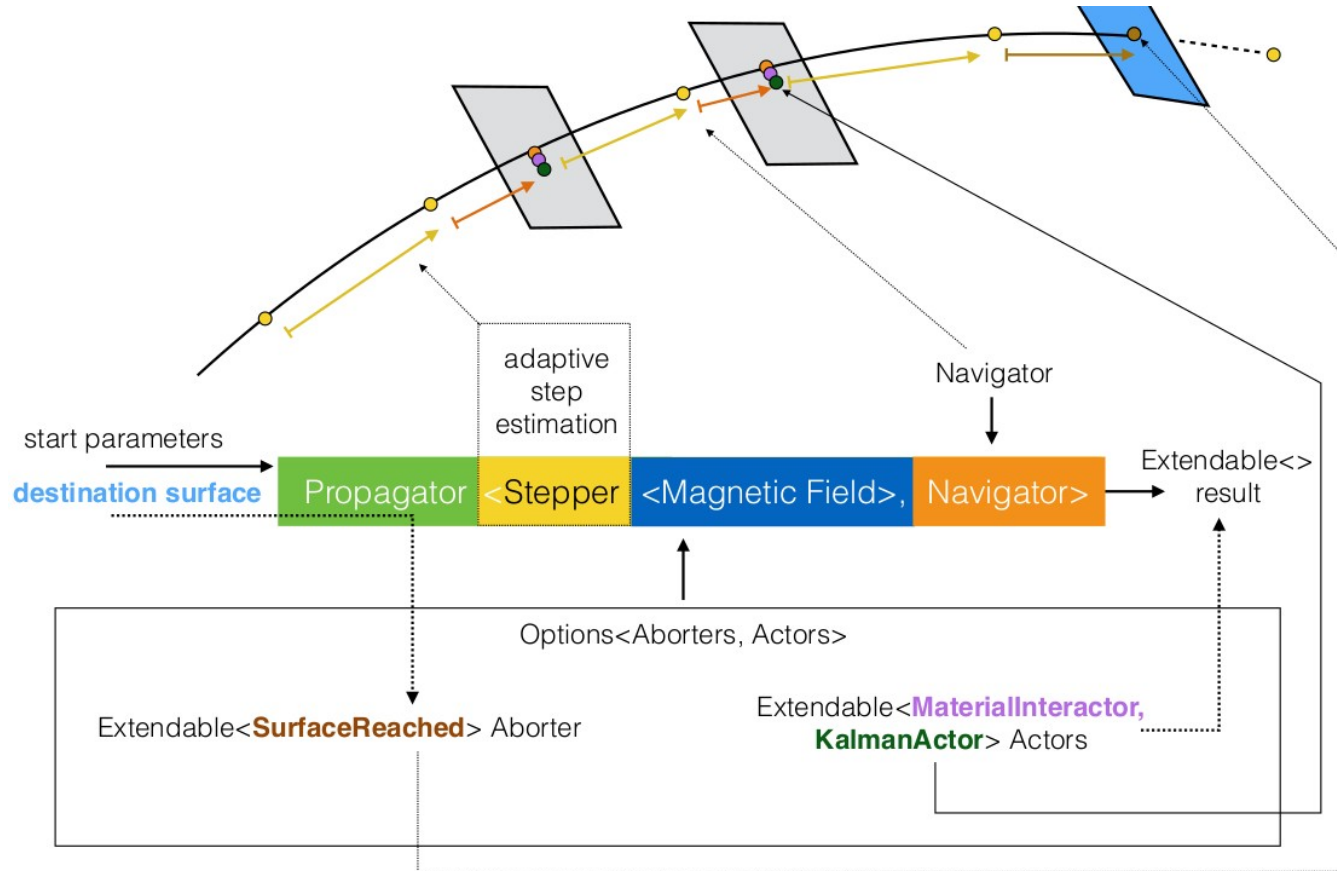 adaptive
step
estimation
Navigator
start parameters
destination surface
Propagator <Stepper <Magnetic Field>, Navigator>
Extendable<>
result
Options<Aborters, Actors>
Extendable<SurfaceReached> Aborter
Extendable<MaterialInteractor,
KalmanActor> Actors